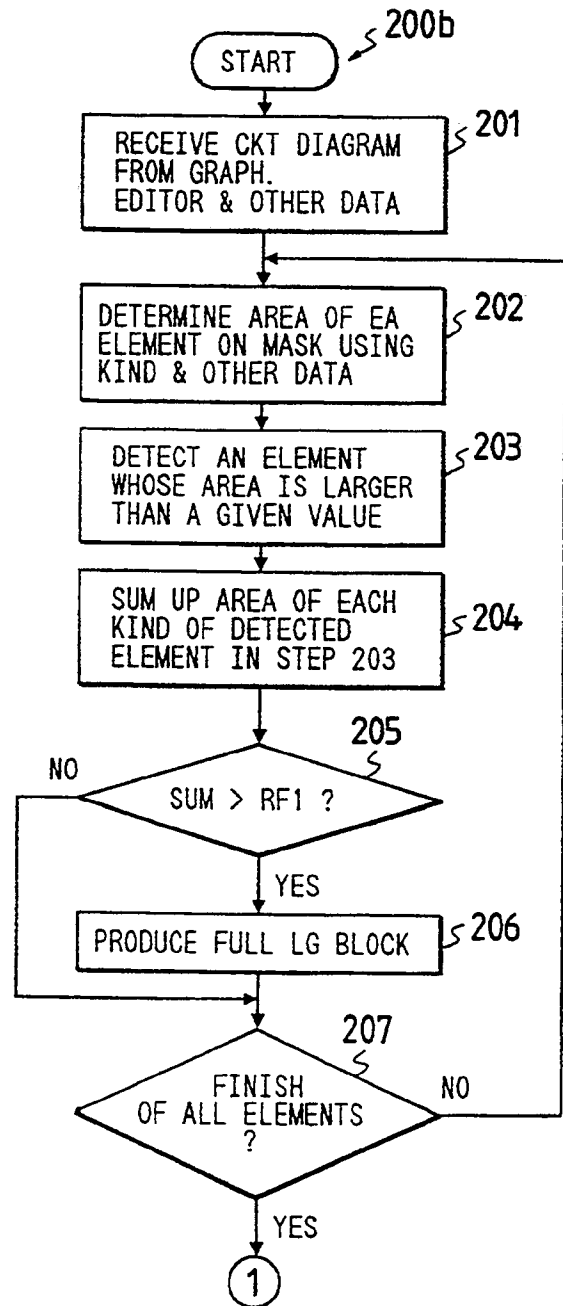 START
200b
RECEIVE CKT DIAGRAM
FROM GRAPH.
EDITOR & OTHER DATA
201
DETERMINE AREA OF EA
ELEMENT ON MASK USING
KIND & OTHER DATA
202
DETECT AN ELEMENT
WHOSE AREA IS LARGER
THAN A GIVEN VALUE
203
SUM UP AREA OF EACH
KIND OF DETECTED
ELEMENT IN STEP 203
204
205
NO
SUM > RF1 ?
YES
PRODUCE FULL LG BLOCK
206
207
FINISH
OF ALL ELEMENTS
?
NO
YES
1